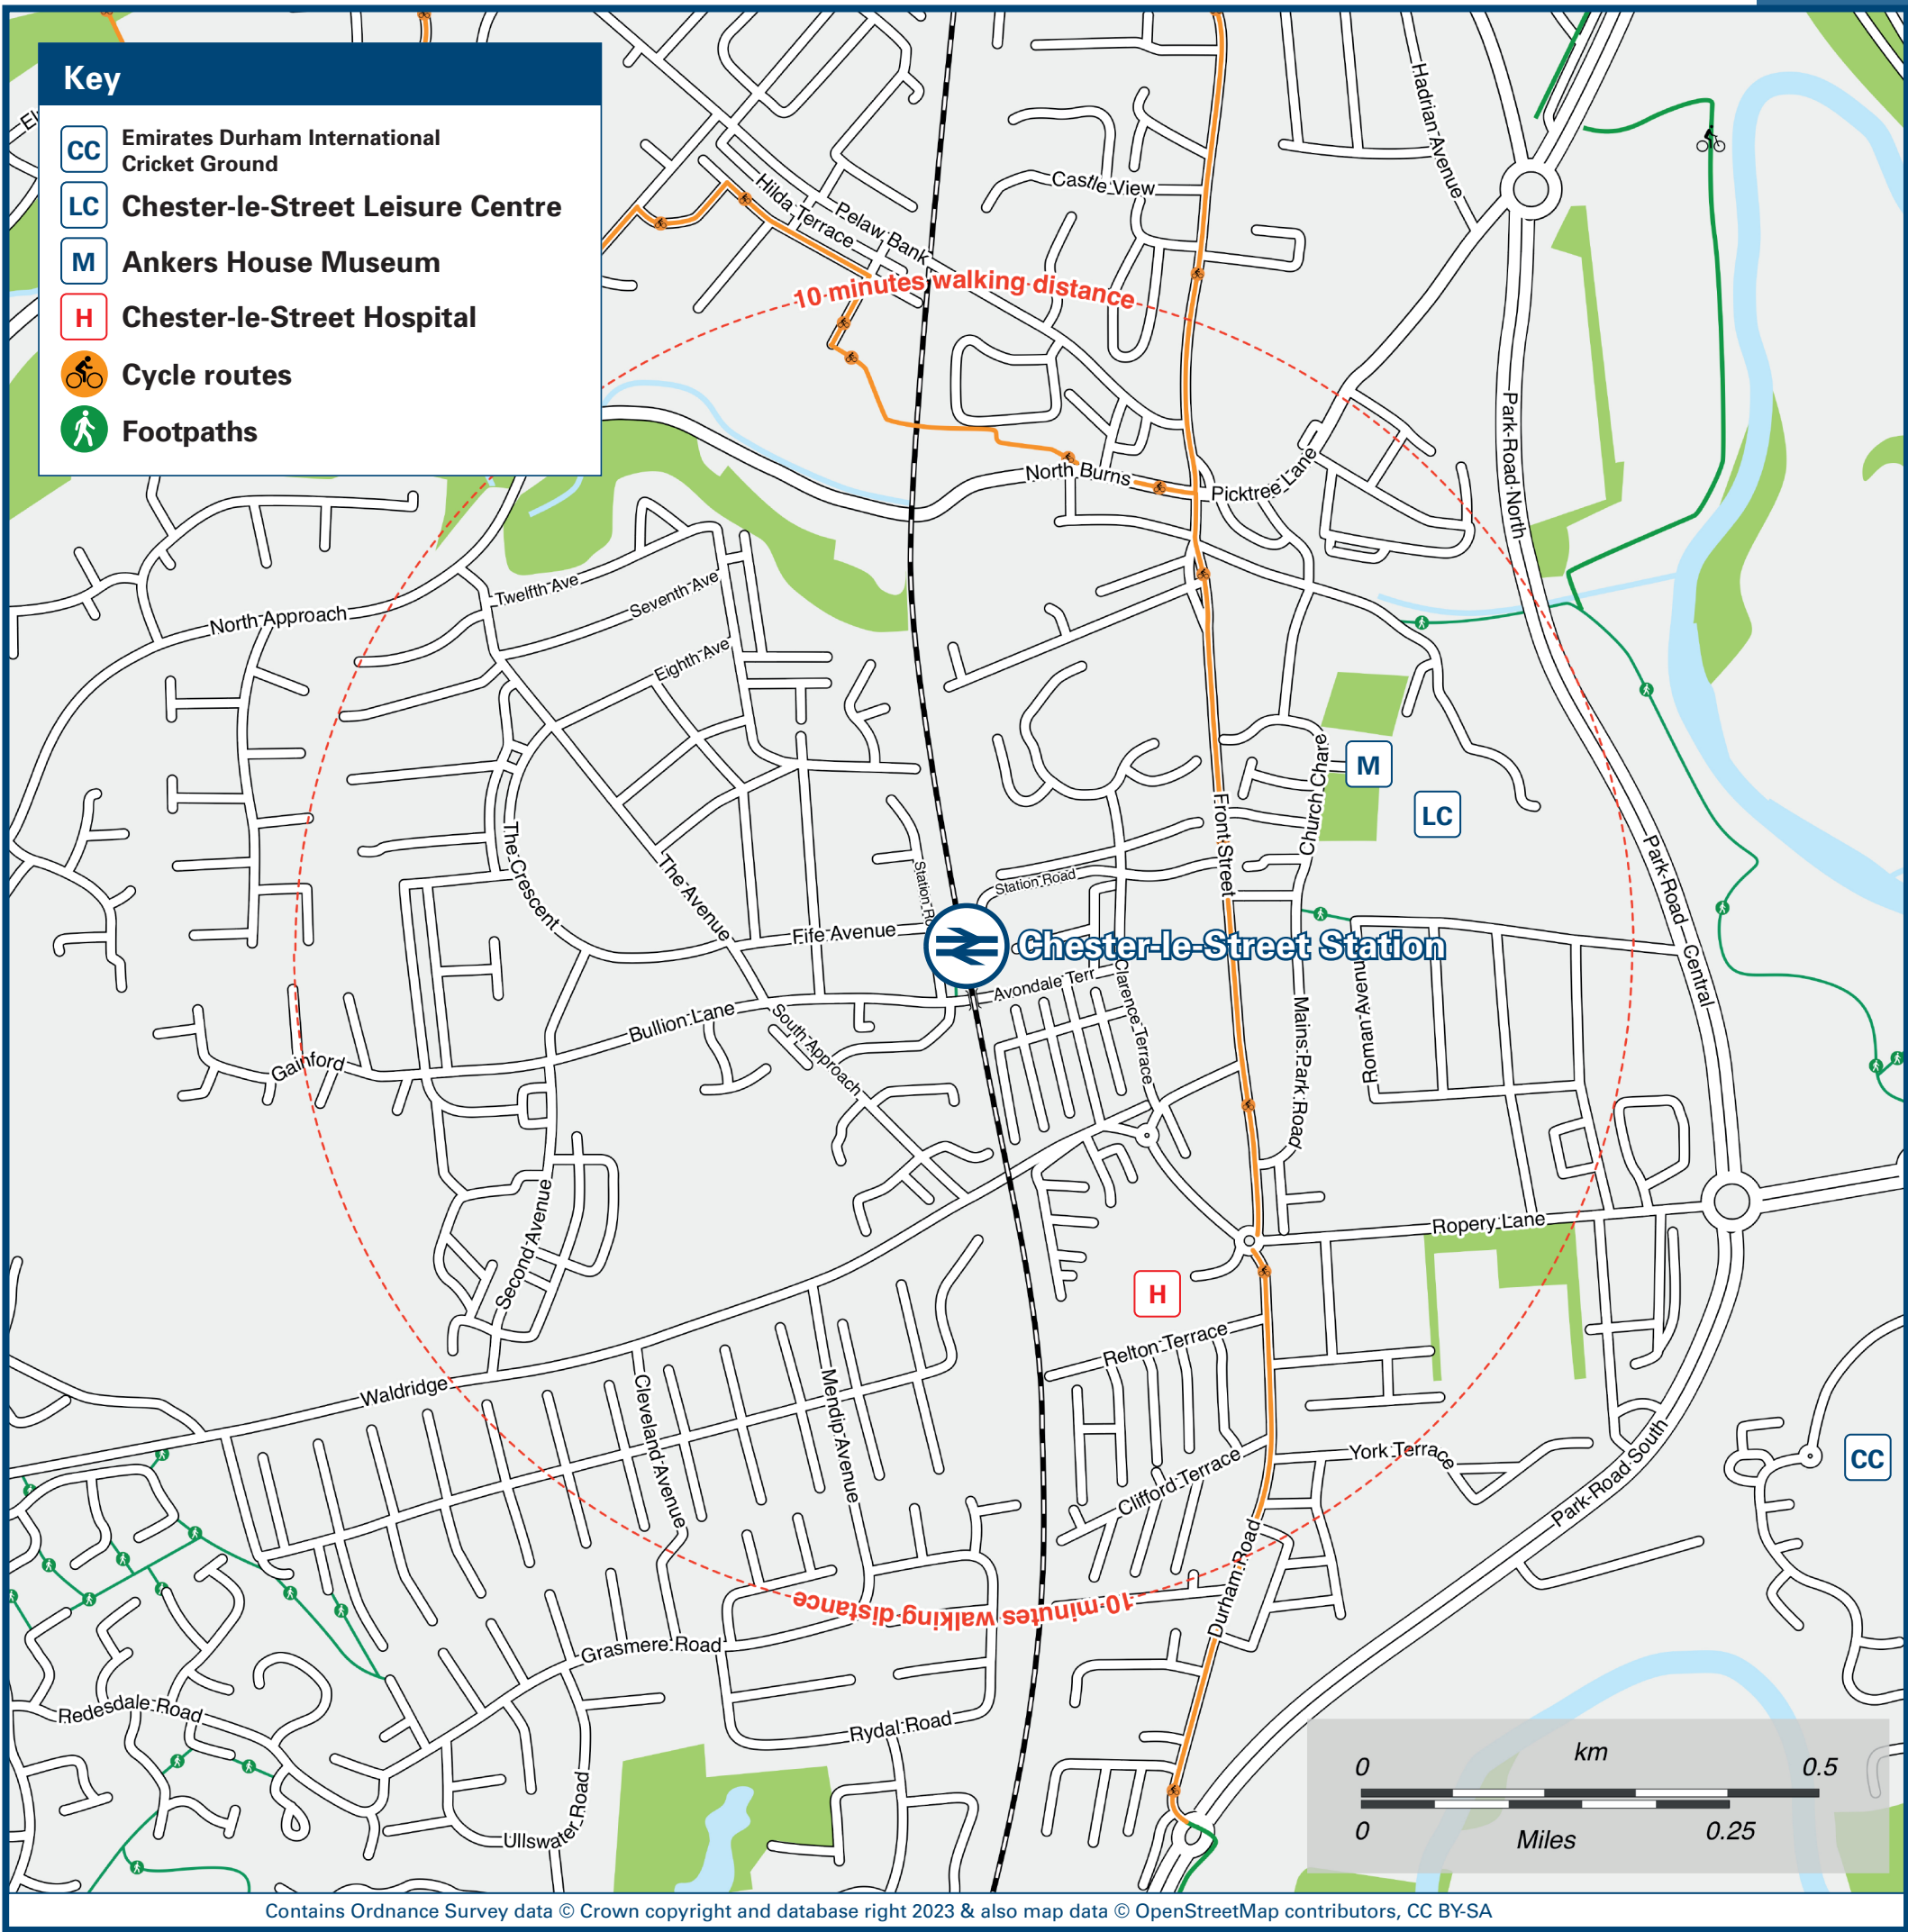 Key
CC
Emirates Durham International
Cricket Ground
LC
Chester-le-Street Leisure Centre
M
Ankers House Museum
H
Chester-le-Street Hospital
Cycle routes
Footpaths
Hadrian Avenue
Castle View
Hilda Terrace
Pelaw Bank
10 minutes walking distance
Park Road North
North Burns
Picktree Lane
Twelfth Ave
Seventh Ave
North Approach
Eighth Ave
M
LC
Church Chare
Front Street
The Crescent
The Avenue
Station Road
Fife Avenue
Chester-le-Street Station
Park Road Central
Avondale Terr
Clarence Terrace
Bullion Lane
South Approach
Gainford
Mains Park Road
Roman Avenue
Second Avenue
Ropery Lane
H
Relton Terrace
Waldridge
Cleveland Avenue
Mendip Avenue
York Terrace
Clifford Terrace
Park Road South
CC
Durham Road
10 minutes walking distance
Grasmere Road
Redesdale Road
Rydal Road
Ullswater Road
km
0 0.5
0 0.25
Miles
Contains Ordnance Survey data © Crown copyright and database right 2023 & also map data © OpenStreetMap contributors, CC BY-SA